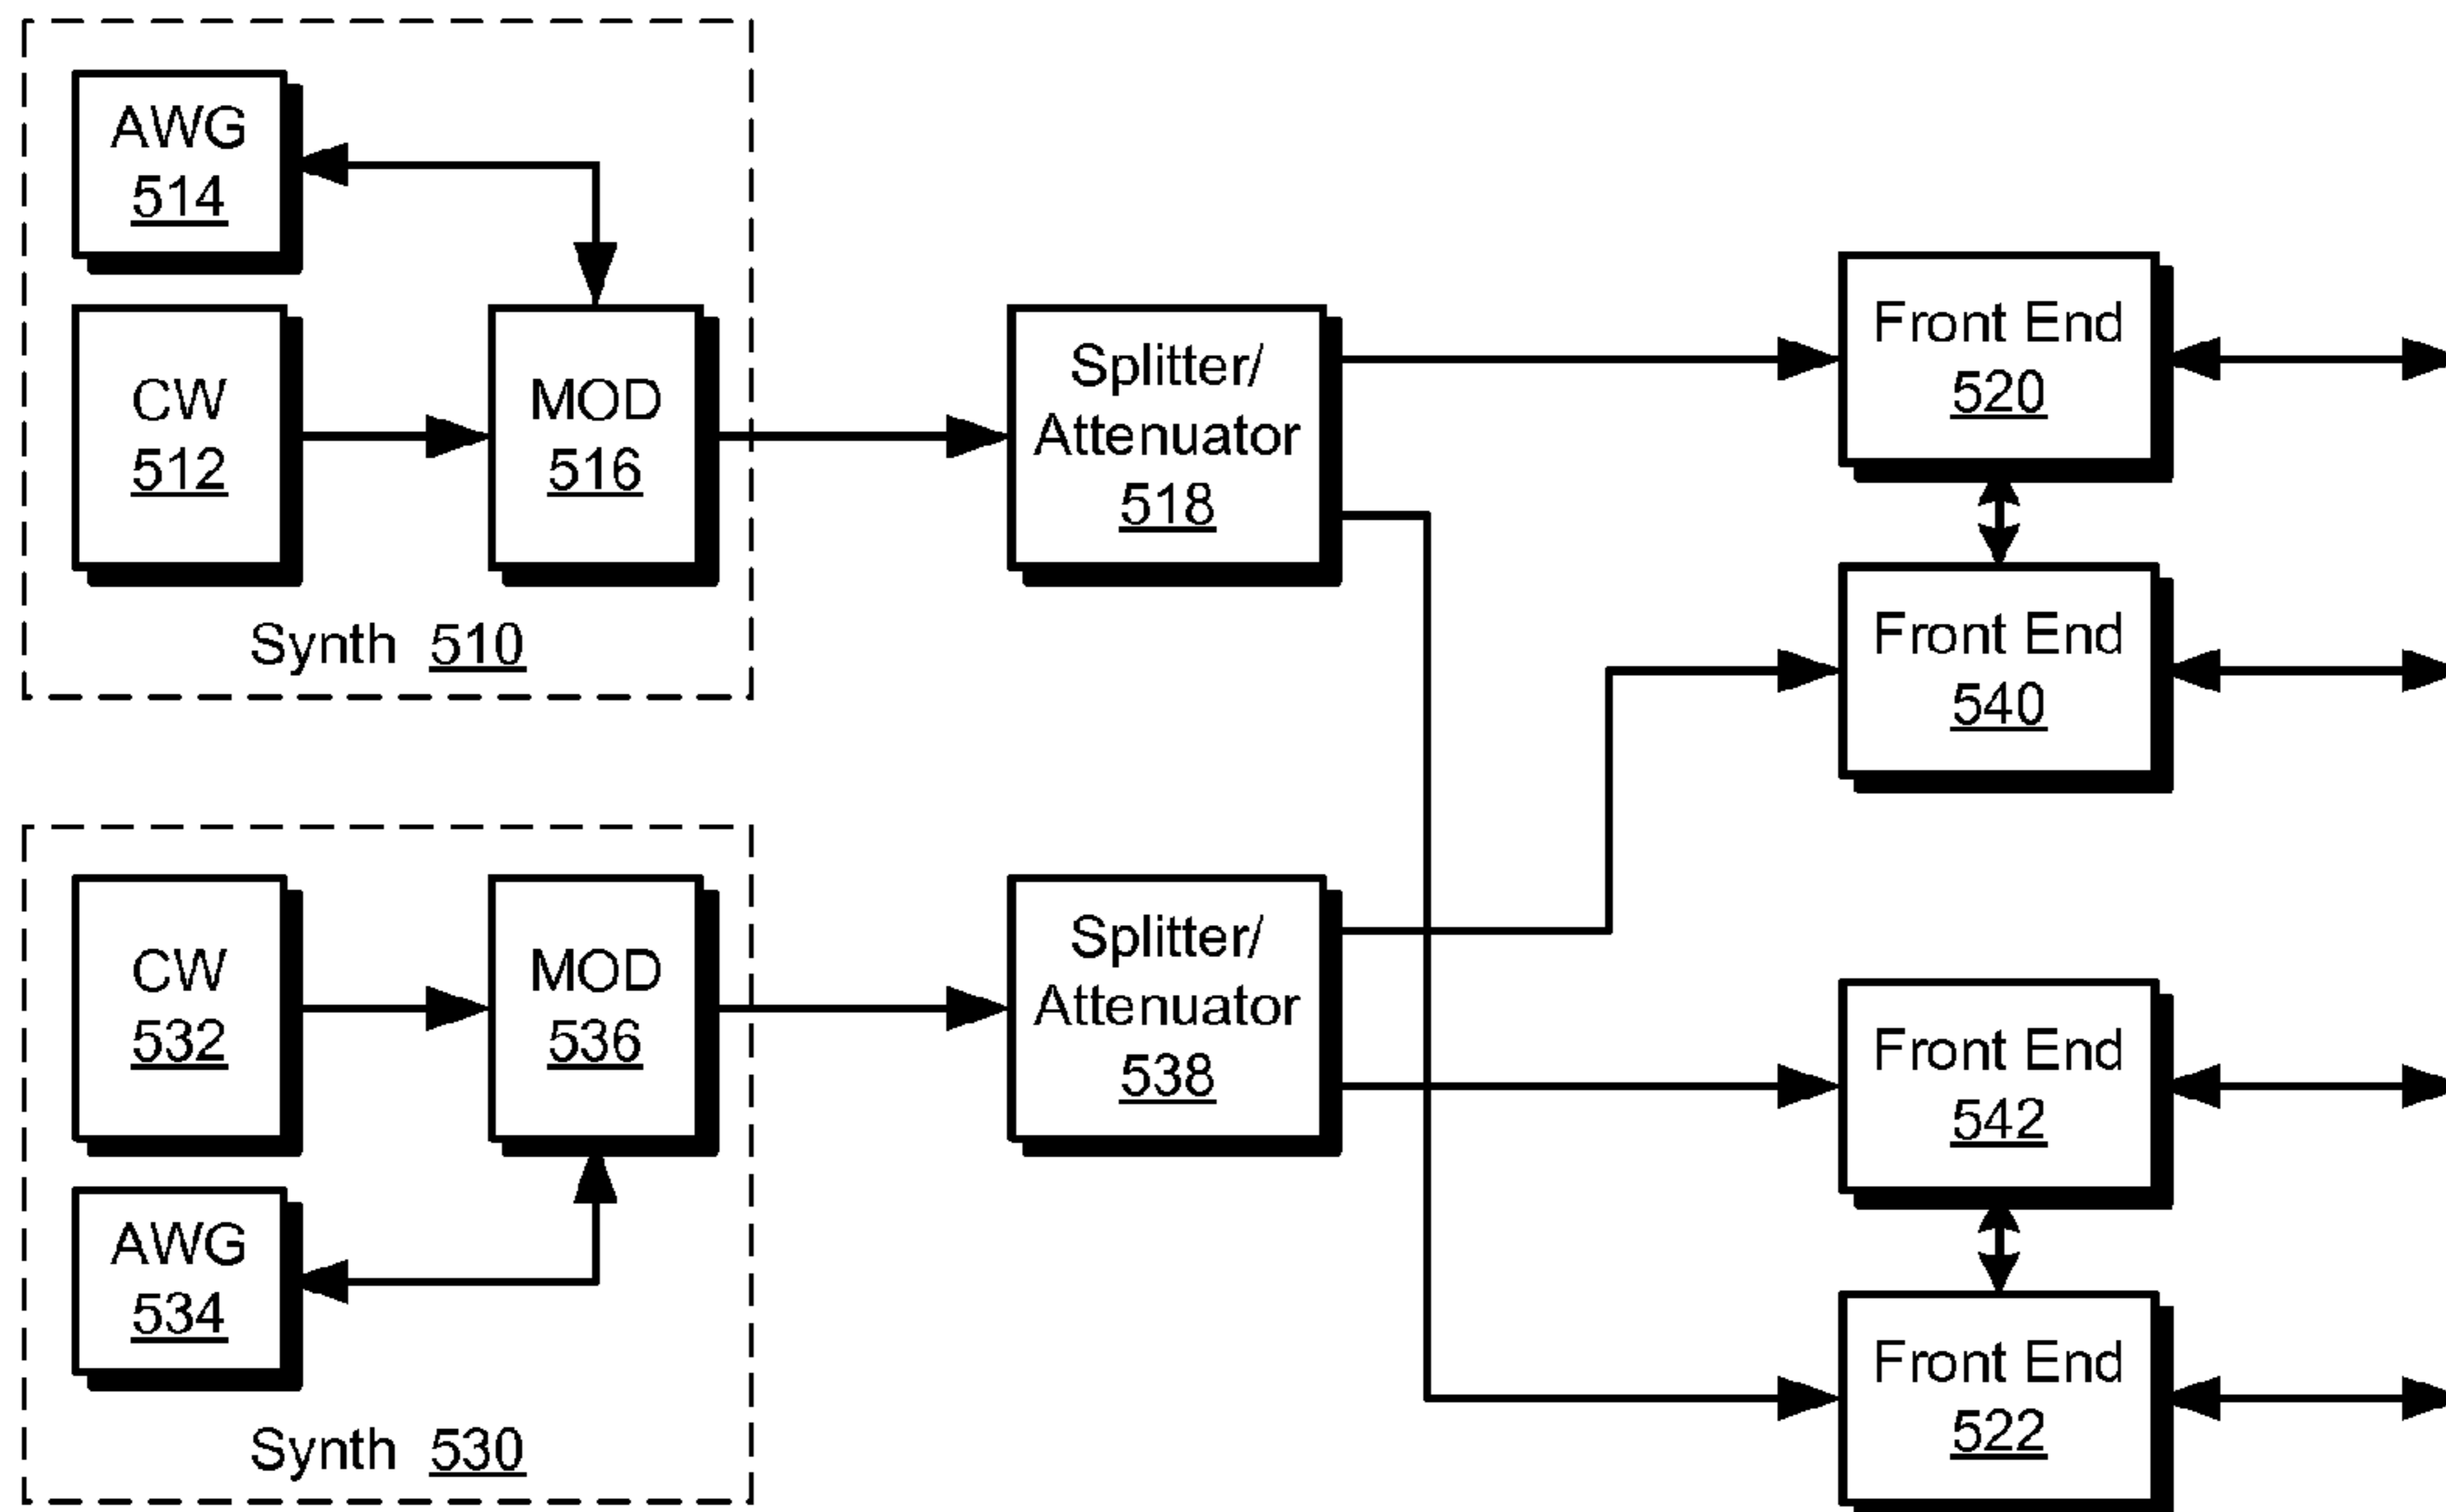 AWG
514
CW
512
MOD
516
Synth 510
Splitter/
Attenuator
518
Front End
520
Front End
540
CW
532
MOD
536
AWG
534
Synth 530
Splitter/
Attenuator
538
Front End
542
Front End
522